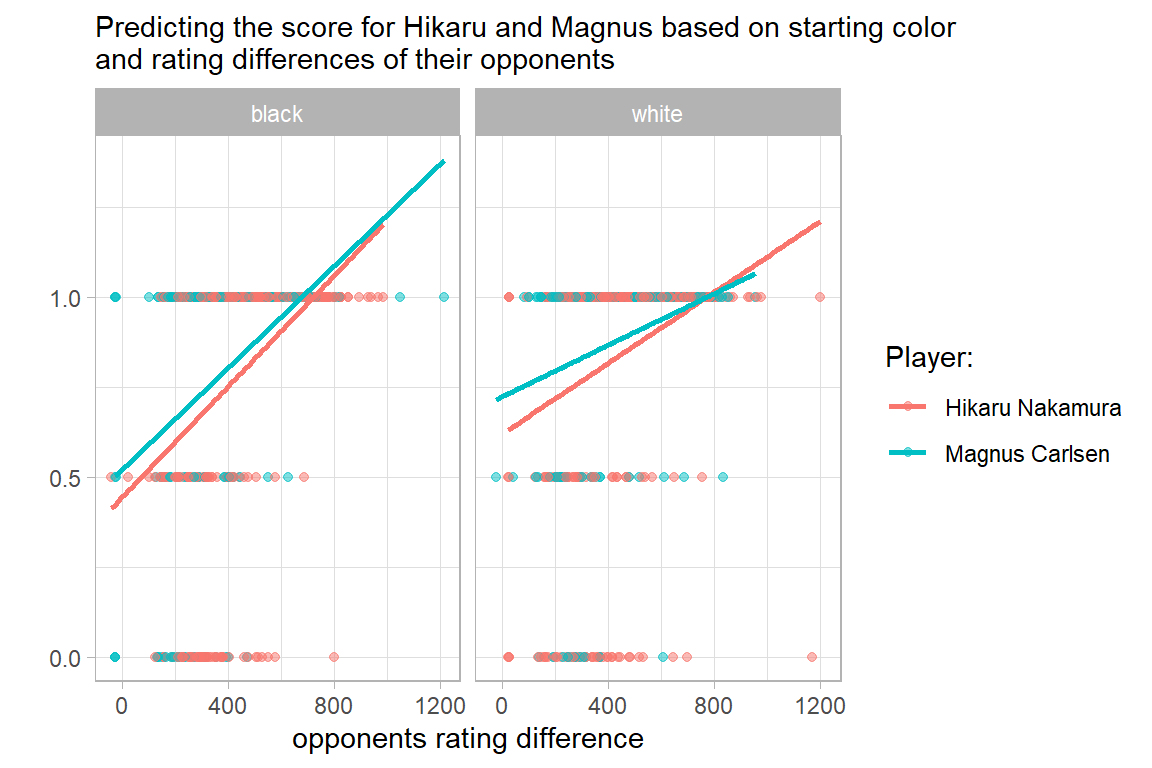 Predicting the score for Hikaru and Magnus based on starting color
and rating differences of their opponents
black
white
1.0
0.5
0.0
0 400 800 1200
0 400 800 1200
opponents rating difference
Player:
Hikaru Nakamura
Magnus Carlsen